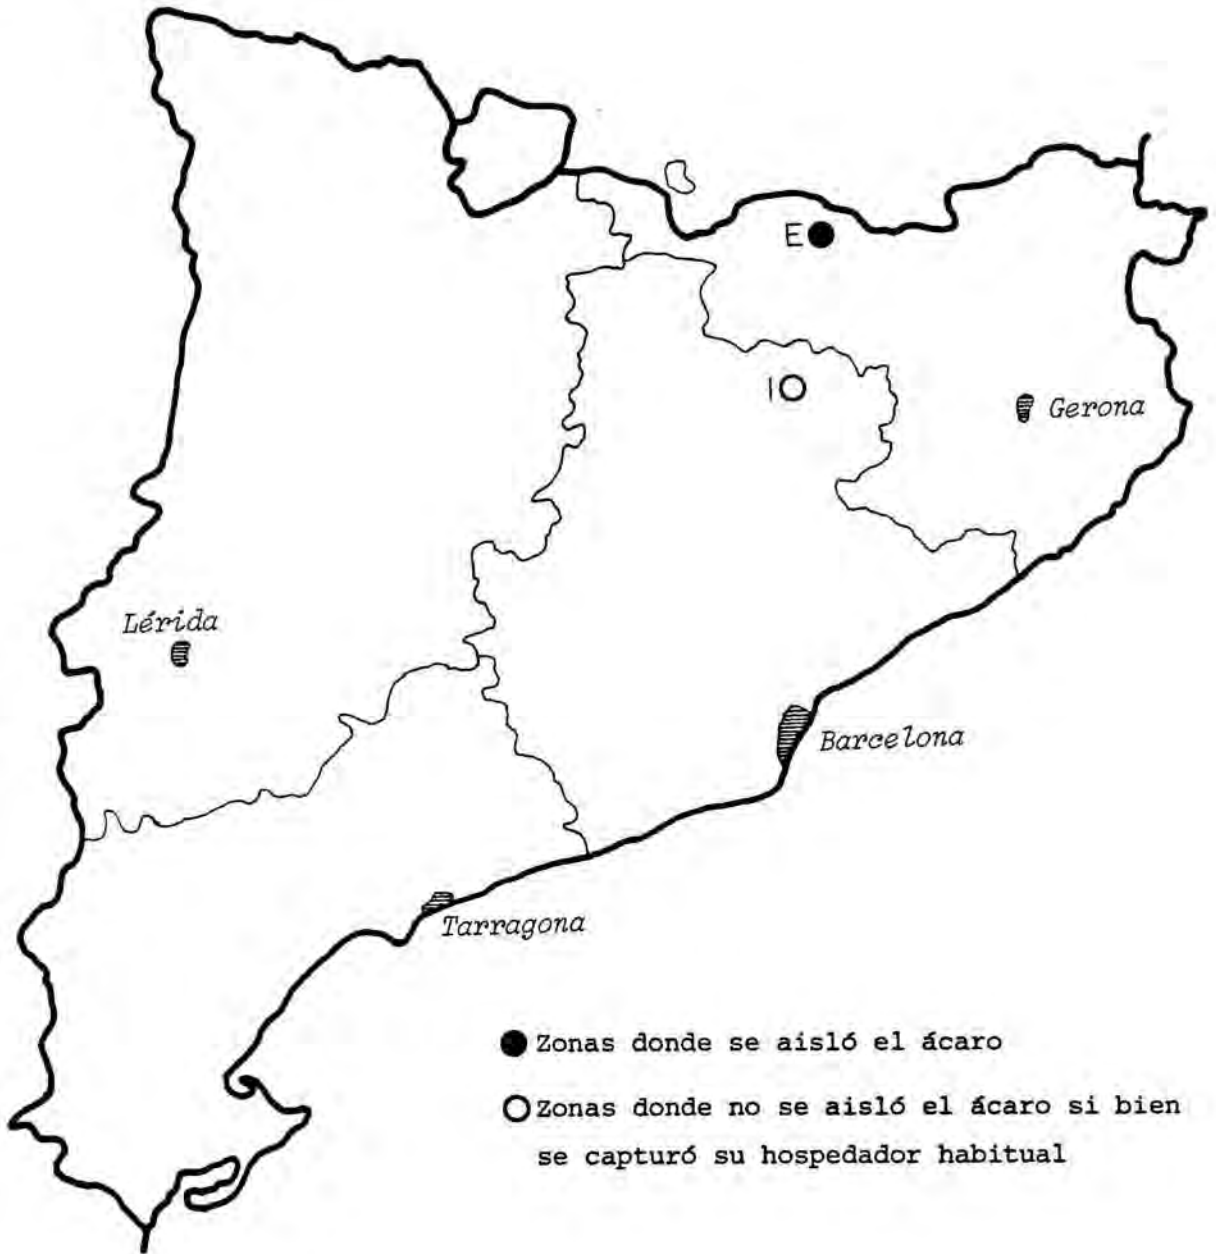 E
I
Gerona
Lérida
Barcelona
Tarragona
Zonas donde se aisló el ácaro
Zonas donde no se aisló el ácaro si bien
se capturó su hospedador habitual